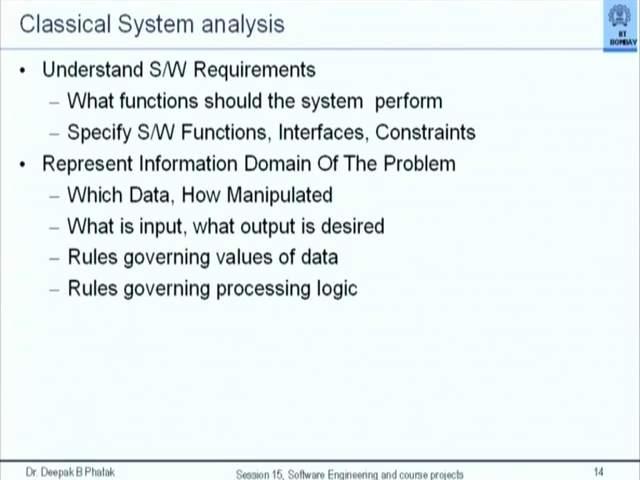 Classical System analysis
IIT
BOMBAY
• Understand S/W Requirements
– What functions should the system perform
– Specify S/W Functions, Interfaces, Constraints
• Represent Information Domain Of The Problem
– Which Data, How Manipulated
– What is input, what output is desired
– Rules governing values of data
– Rules governing processing logic
Dr. Deepak B Phatak
Session 15, Software Engineering and course projects
14